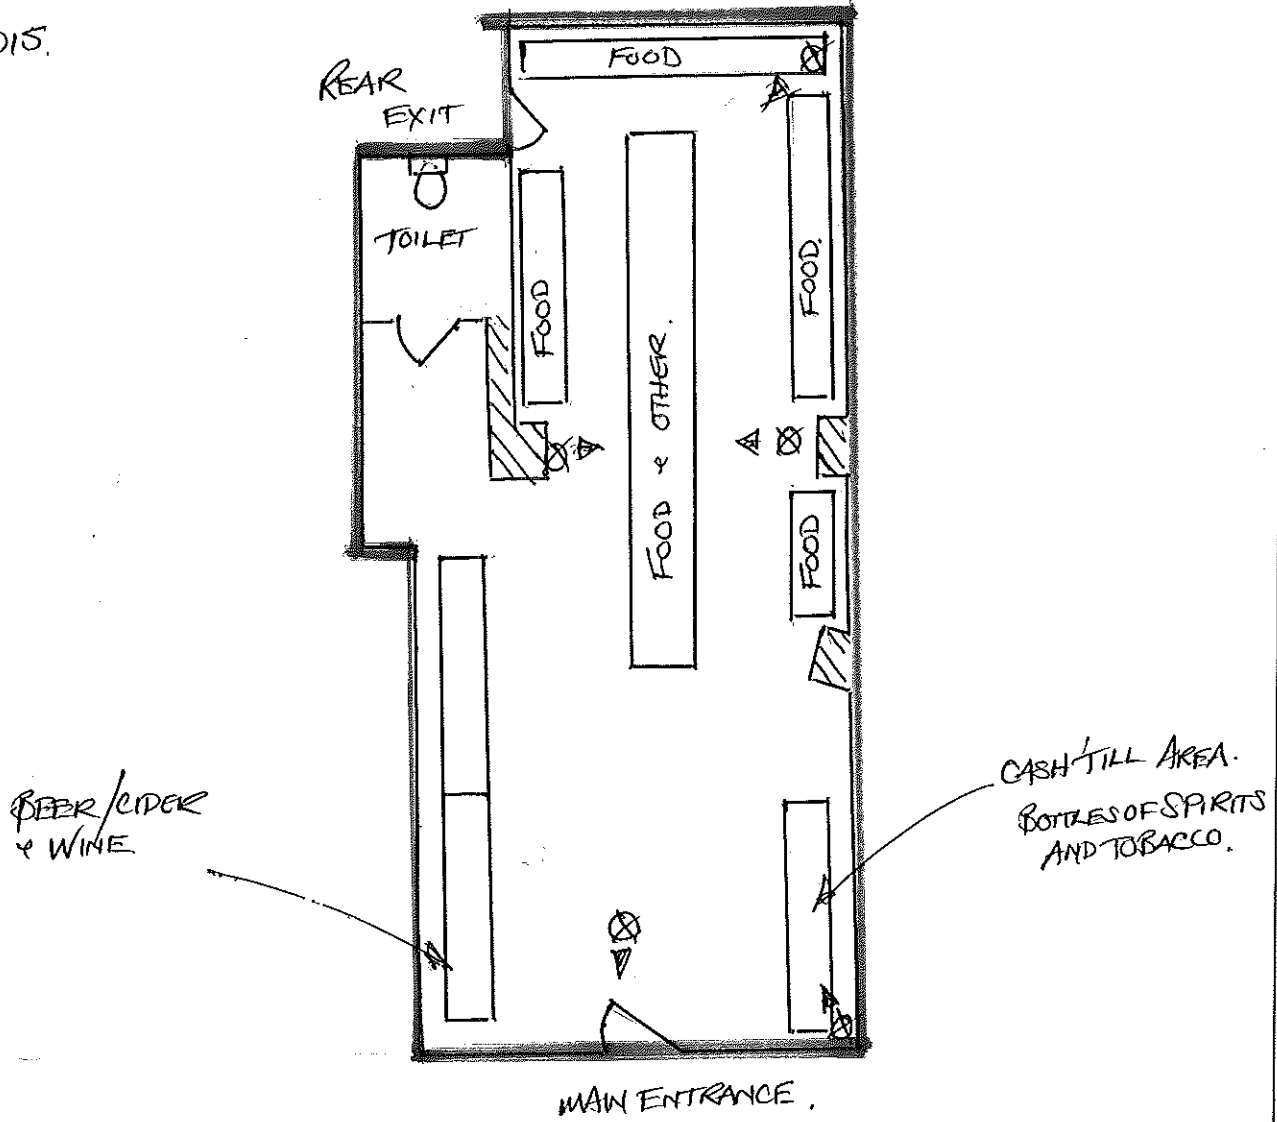 015.
REAR
EXIT
FOOD
TOILET
FOOD
FOOD.
FOOD & OTHER.
FOOD
BEER/CIDER
& WINE
CASH TILL AREA.
BOTTLES OF SPIRITS
AND TOBACCO.
MAIN ENTRANCE.